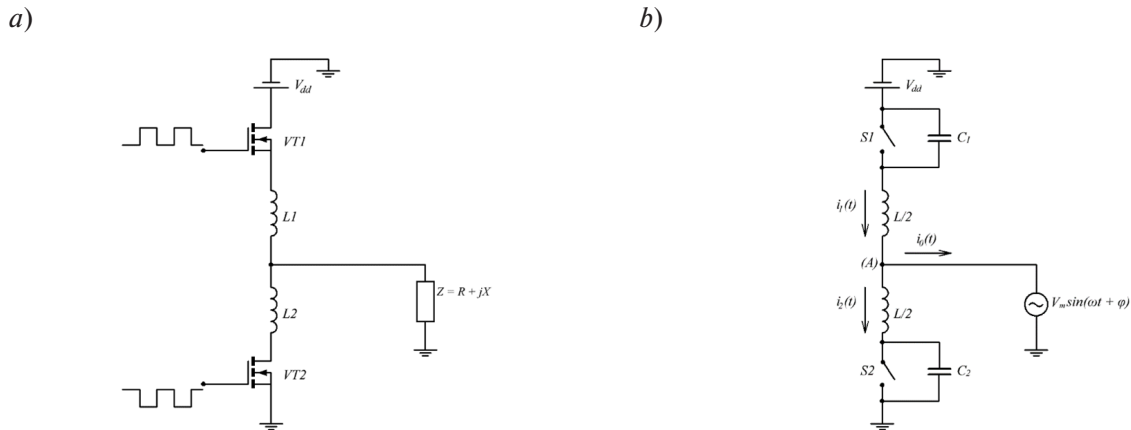 a)
b)
V_dd
VT1
L1
Z = R + jX
L2
VT2
V_dd
S1
C_1
i_1(t)
L/2
i_0(t)
(A)
i_2(t)
L/2
V_m sin(ωt + φ)
S2
C_2